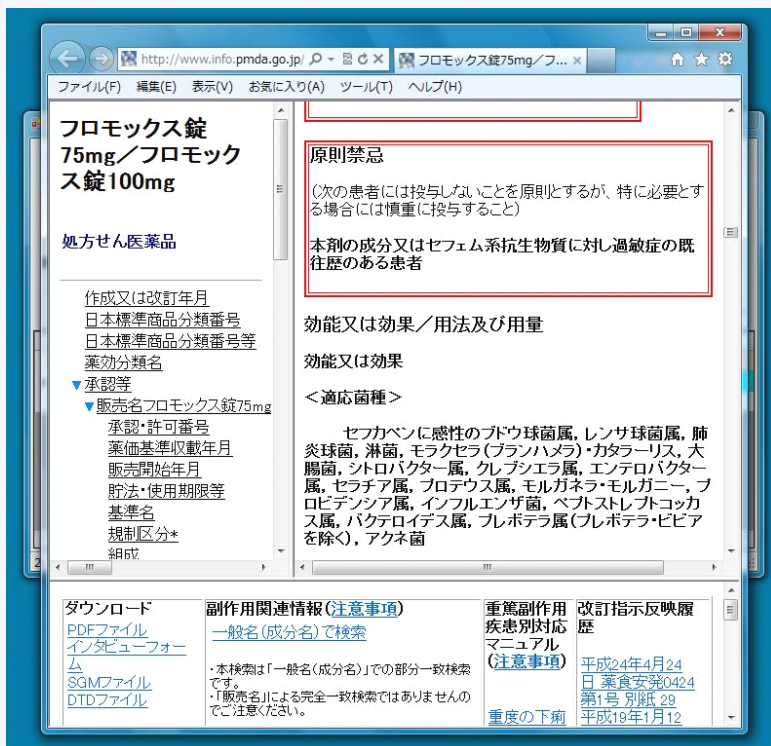 http://www.info.pmda.go.jp/
フロモックス錠75mg／フ...
ファイル(F) 編集(E) 表示(V) お気に入り(A) ツール(T) ヘルプ(H)
フロモックス錠
75mg／フロモック
ス錠100mg
処方せん医薬品
作成又は改訂年月
日本標準商品分類番号
日本標準商品分類番号等
薬効分類名
▼承認等
▼販売名フロモックス錠75mg
承認・許可番号
薬価基準収載年月
販売開始年月
貯法・使用期限等
基準名
規制区分*
組成
原則禁忌
（次の患者には投与しないことを原則とするが、特に必要とす
る場合には慎重に投与すること）
本剤の成分又はセフェム系抗生物質に対し過敏症の既
往歴のある患者
効能又は効果／用法及び用量
効能又は効果
＜適応菌種＞
セフカペンに感性のブドウ球菌属, レンサ球菌属, 肺
炎球菌, 淋菌, モラクセラ（ブランハメラ）・カタラーリス, 大
腸菌, シトロバクター属, クレブシエラ属, エンテロバクター
属, セラチア属, プロテウス属, モルガネラ・モルガニー, プ
ロビデンシア属, インフルエンザ菌, ペプトストレプトコッカ
ス属, バクテロイデス属, プレボテラ属（プレボテラ・ビビア
を除く）, アクネ菌
ダウンロード
PDFファイル
インタビューフォー
ム
SGMファイル
DTDファイル
副作用関連情報（注意事項）
一般名（成分名）で検索
・本検索は「一般名（成分名）」での部分一致検索
です。
・「販売名」による完全一致検索ではありませんの
でご注意ください。
重篤副作用
疾患別対応
マニュアル
（注意事項）
重度の下痢
改訂指示反映履
歴
平成24年4月24
日 薬食安発0424
第1号 別紙 29
平成19年1月12